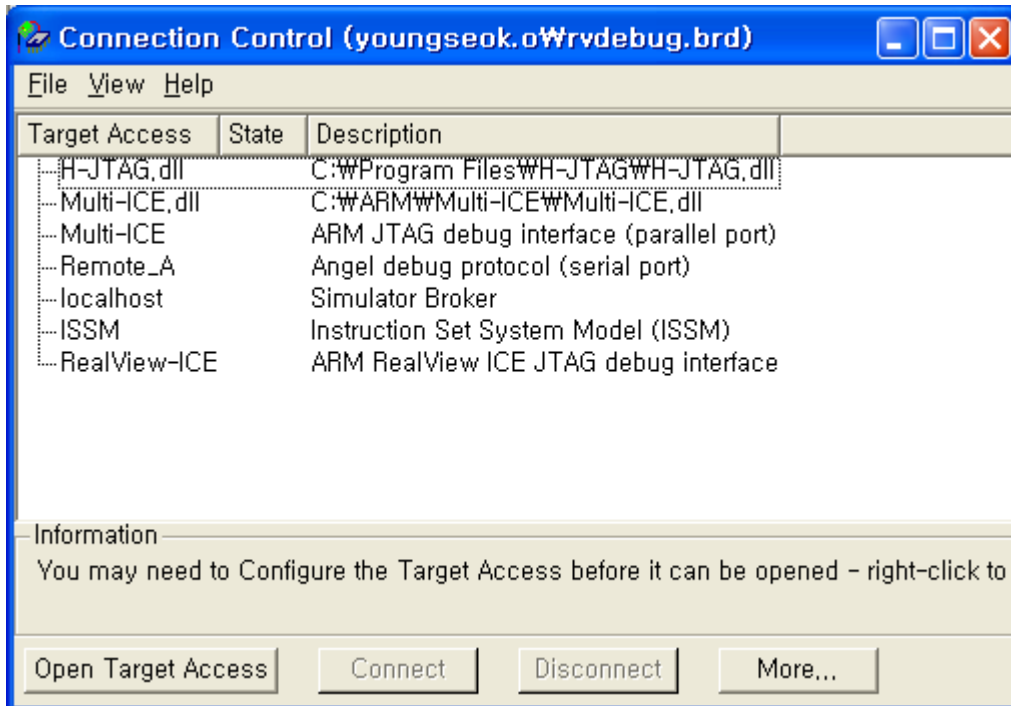 Connection Control (youngseok.o₩rvdebug.brd)
File View Help
Target Access State Description
H-JTAG.dll C:₩Program Files₩H-JTAG₩H-JTAG.dll
Multi-ICE.dll C:₩ARM₩Multi-ICE₩Multi-ICE.dll
Multi-ICE ARM JTAG debug interface (parallel port)
Remote_A Angel debug protocol (serial port)
localhost Simulator Broker
ISSM Instruction Set System Model (ISSM)
RealView-ICE ARM RealView ICE JTAG debug interface
Information
You may need to Configure the Target Access before it can be opened - right-click to
Open Target Access Connect Disconnect More...